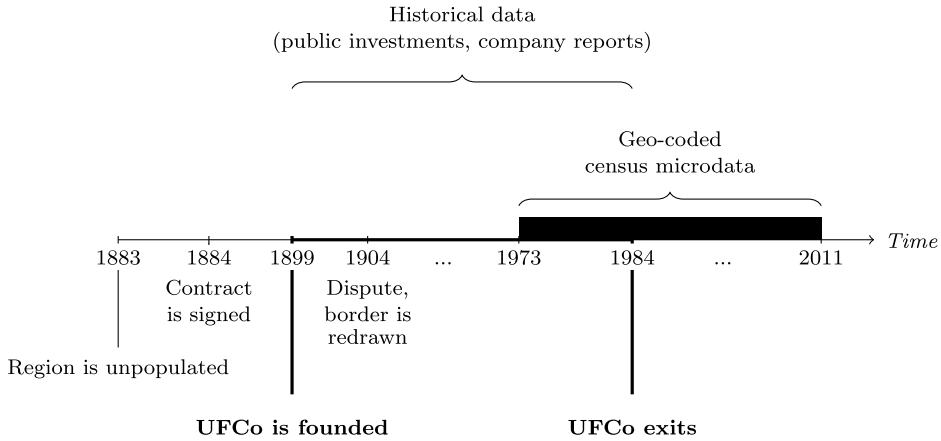 Historical data
(public investments, company reports)
Geo-coded
census microdata
Time
1883 1884 1899 1904 ... 1973 1984 ... 2011
Contract
is signed
Dispute,
border is
redrawn
Region is unpopulated
UFCo is founded
UFCo exits